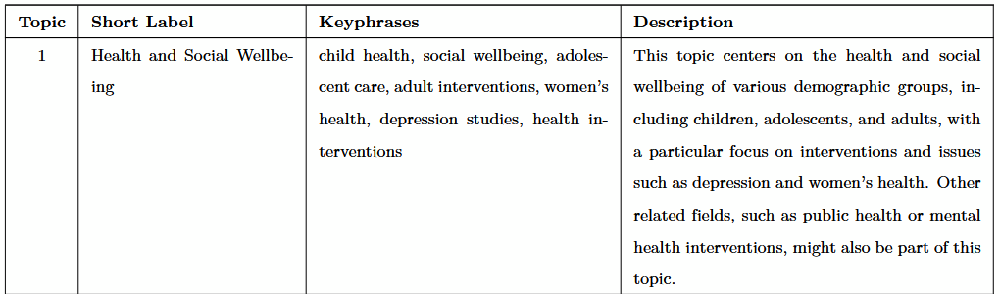 Topic Short Label Keyphrases Description
1 Health and Social Wellbe- child health, social wellbeing, adoles- This topic centers on the health and social
ing cent care, adult interventions, women's wellbeing of various demographic groups, in-
health, depression studies, health in- cluding children, adolescents, and adults, with
terventions a particular focus on interventions and issues
such as depression and women's health. Other
related fields, such as public health or mental
health interventions, might also be part of this
topic.